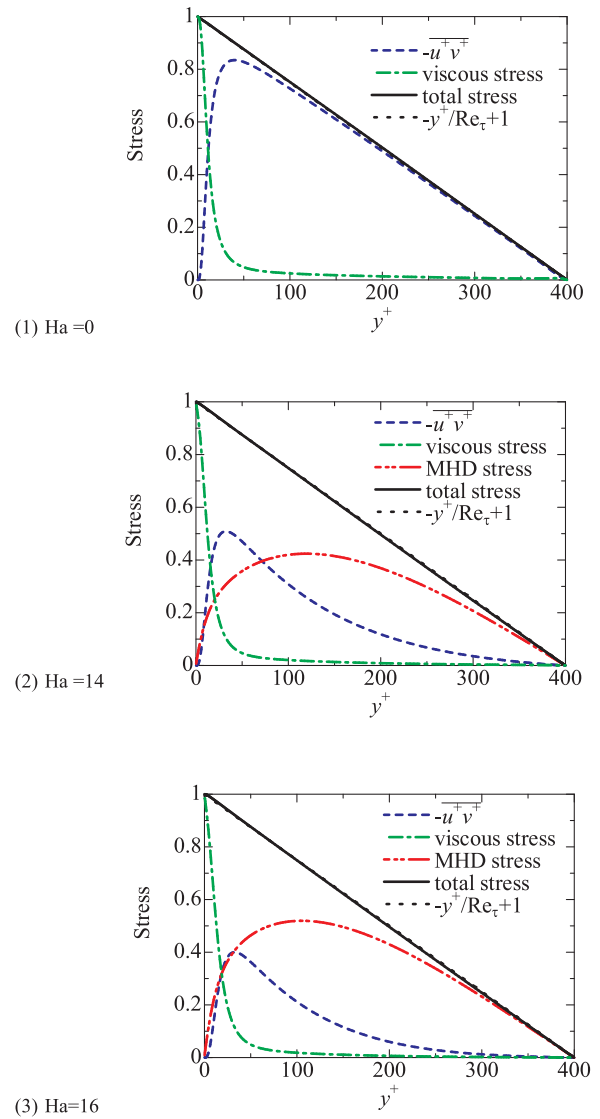 1
0.8
0.6
0.4
0.2
0
Stress
-u⁺v⁺
viscous stress
total stress
-y⁺/Re_τ+1
0 100 200 300 400
y⁺
(1) Ha =0
1
0.8
0.6
0.4
0.2
0
Stress
-u⁺v⁺
viscous stress
MHD stress
total stress
-y⁺/Re_τ+1
0 100 200 300 400
y⁺
(2) Ha =14
1
0.8
0.6
0.4
0.2
0
Stress
-u⁺v⁺
viscous stress
MHD stress
total stress
-y⁺/Re_τ+1
0 100 200 300 400
y⁺
(3) Ha=16